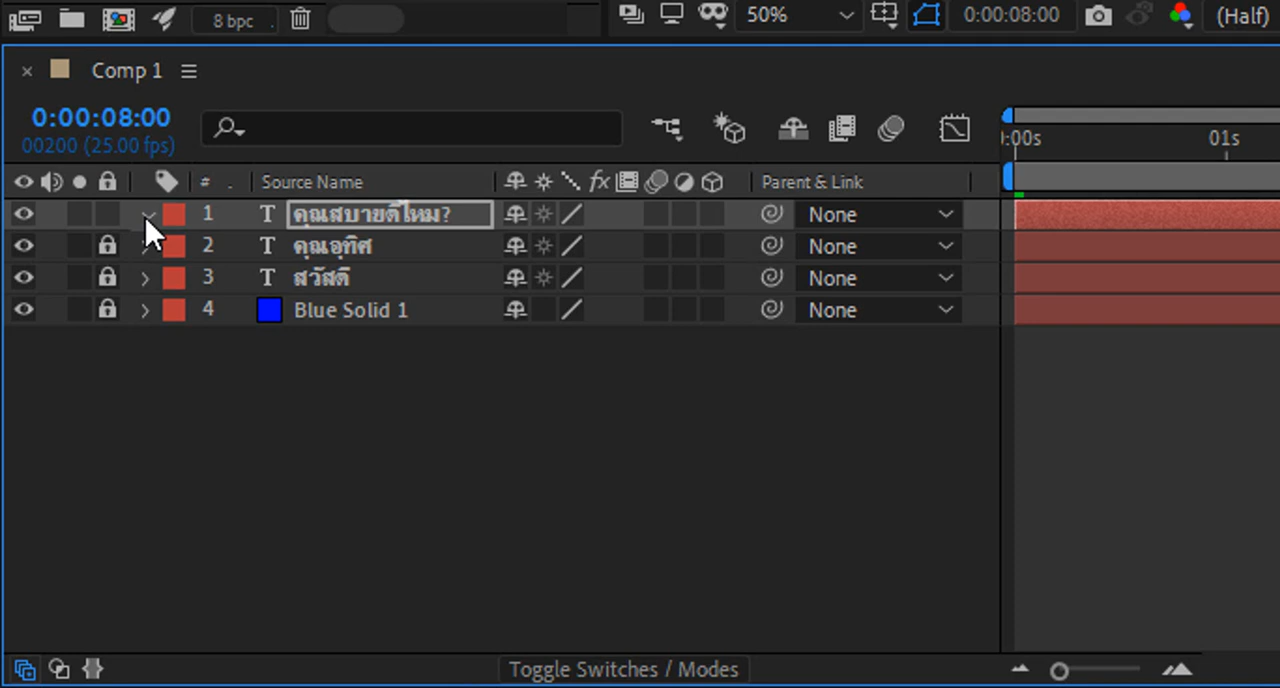 8 bpc
50%
0:00:08:00
(Half)
Comp 1
0:00:08:00
00200 (25.00 fps)
:00s
01s
#
.
Source Name
fx
Parent & Link
1
T
คุณสบายดีไหม?
None
2
T
คุณอุทิศ
None
3
T
สวัสดี
None
4
Blue Solid 1
None
Toggle Switches / Modes